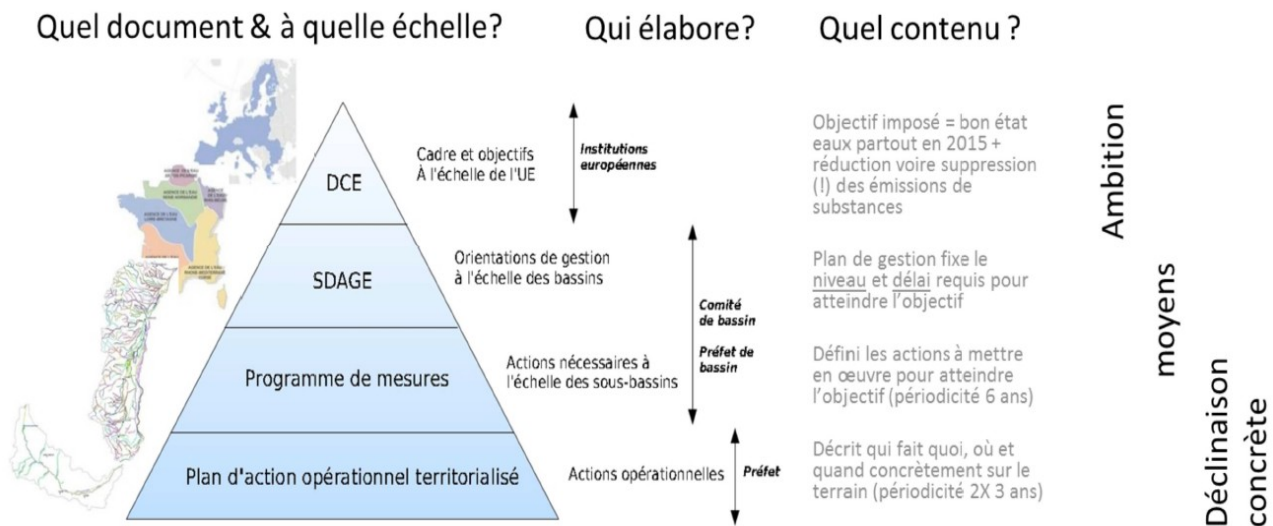 Quel document & à quelle échelle?
Qui élabore?
Quel contenu ?
DCE
Cadre et objectifs
À l'échelle de l'UE
Institutions
européennes
Objectif imposé = bon état
eaux partout en 2015 +
réduction voire suppression
(!) des émissions de
substances
Ambition
SDAGE
Orientations de gestion
à l'échelle des bassins
Comité
de bassin
Préfet de
bassin
Plan de gestion fixe le
niveau et délai requis pour
atteindre l'objectif
moyens
Programme de mesures
Actions nécessaires à
l'échelle des sous-bassins
Défini les actions à mettre
en œuvre pour atteindre
l'objectif (périodicité 6 ans)
Plan d'action opérationnel territorialisé
Actions opérationnelles
Préfet
Décrit qui fait quoi, où et
quand concrètement sur le
terrain (périodicité 2X 3 ans)
Déclinaison
concrète